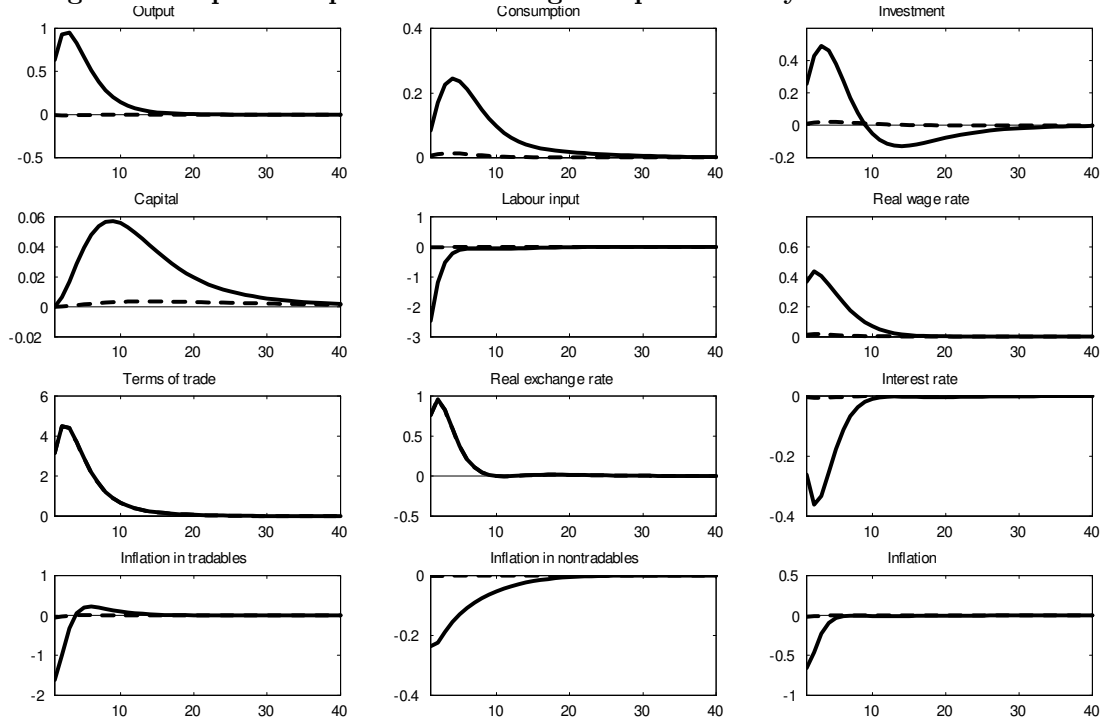 Output Consumption Investment
1 0.4
0.4
0.5 0.2
0.2
0 0
-0.5 0 -0.2
10 20 30 40 10 20 30 40 10 20 30 40
Capital Labour input Real wage rate
0.06 1
0 0.6
0.04
-1 0.4
0.02
0 -2 0.2
-0.02 -3 0
10 20 30 40 10 20 30 40 10 20 30 40
Terms of trade Real exchange rate Interest rate
6 1 0
4 0.5
-0.2
2 0
0 -0.5 -0.4
10 20 30 40 10 20 30 40 10 20 30 40
Inflation in tradables Inflation in nontradables Inflation
1 0 0.5
0 0
-0.2
-1 -0.5
-2 -0.4 -1
10 20 30 40 10 20 30 40 10 20 30 40